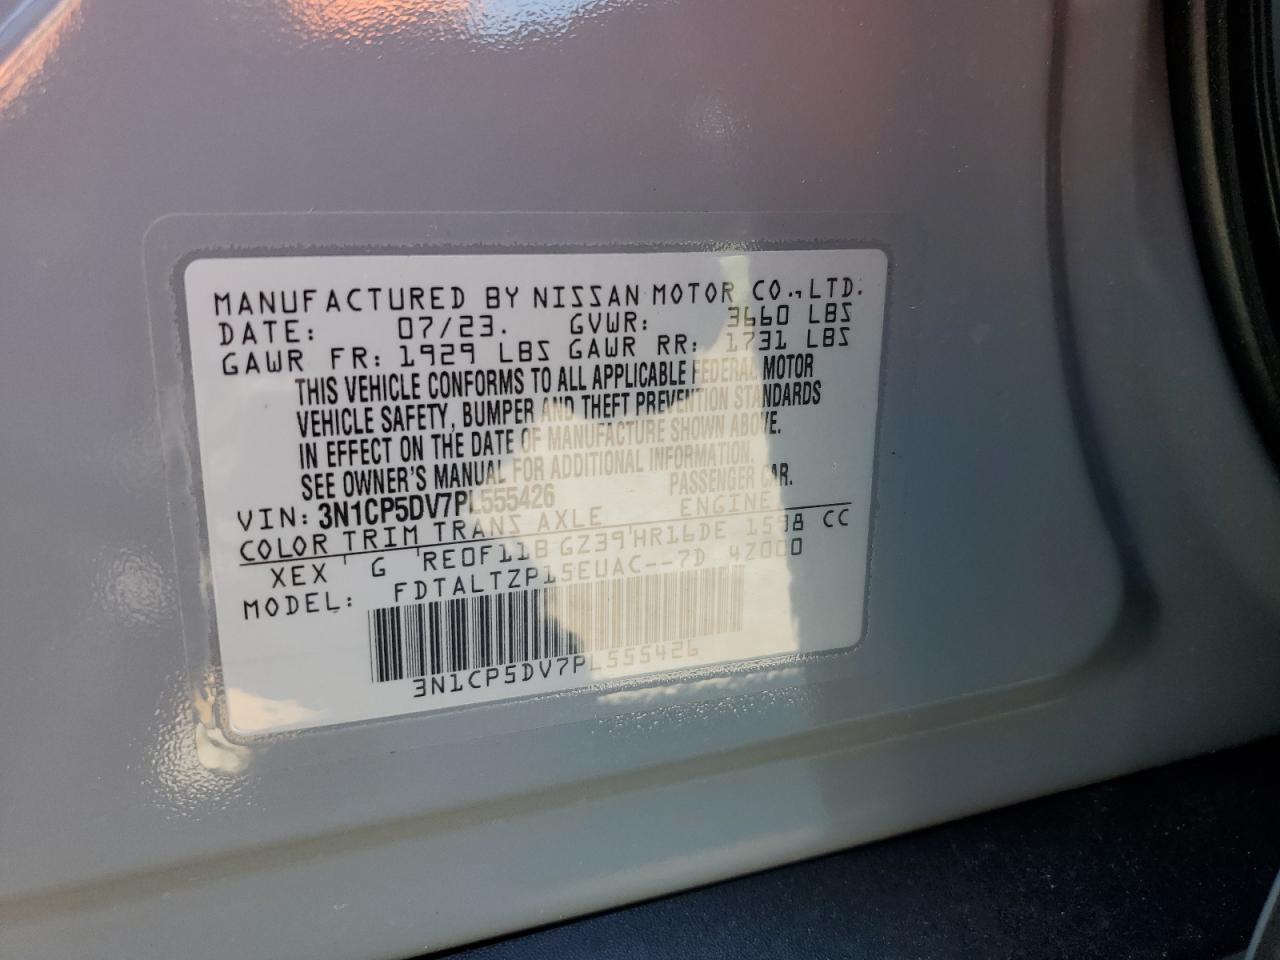 MANUFACTURED BY NISSAN MOTOR CO.,LTD.
DATE: 07/23. GVWR: 3660 LBS
GAWR FR: 1929 LBS GAWR RR: 1731 LBS
THIS VEHICLE CONFORMS TO ALL APPLICABLE FEDERAL MOTOR
VEHICLE SAFETY, BUMPER AND THEFT PREVENTION STANDARDS
IN EFFECT ON THE DATE OF MANUFACTURE SHOWN ABOVE.
SEE OWNER'S MANUAL FOR ADDITIONAL INFORMATION.
VIN: 3N1CP5DV7PL555426 PASSENGER CAR.
COLOR TRIM TRANS AXLE ENGINE
XEX G RE0F11B GZ39 HR16DE 1598 CC
MODEL: FDTALTZP15EUAC--7D 42000
3N1CP5DV7PL555426